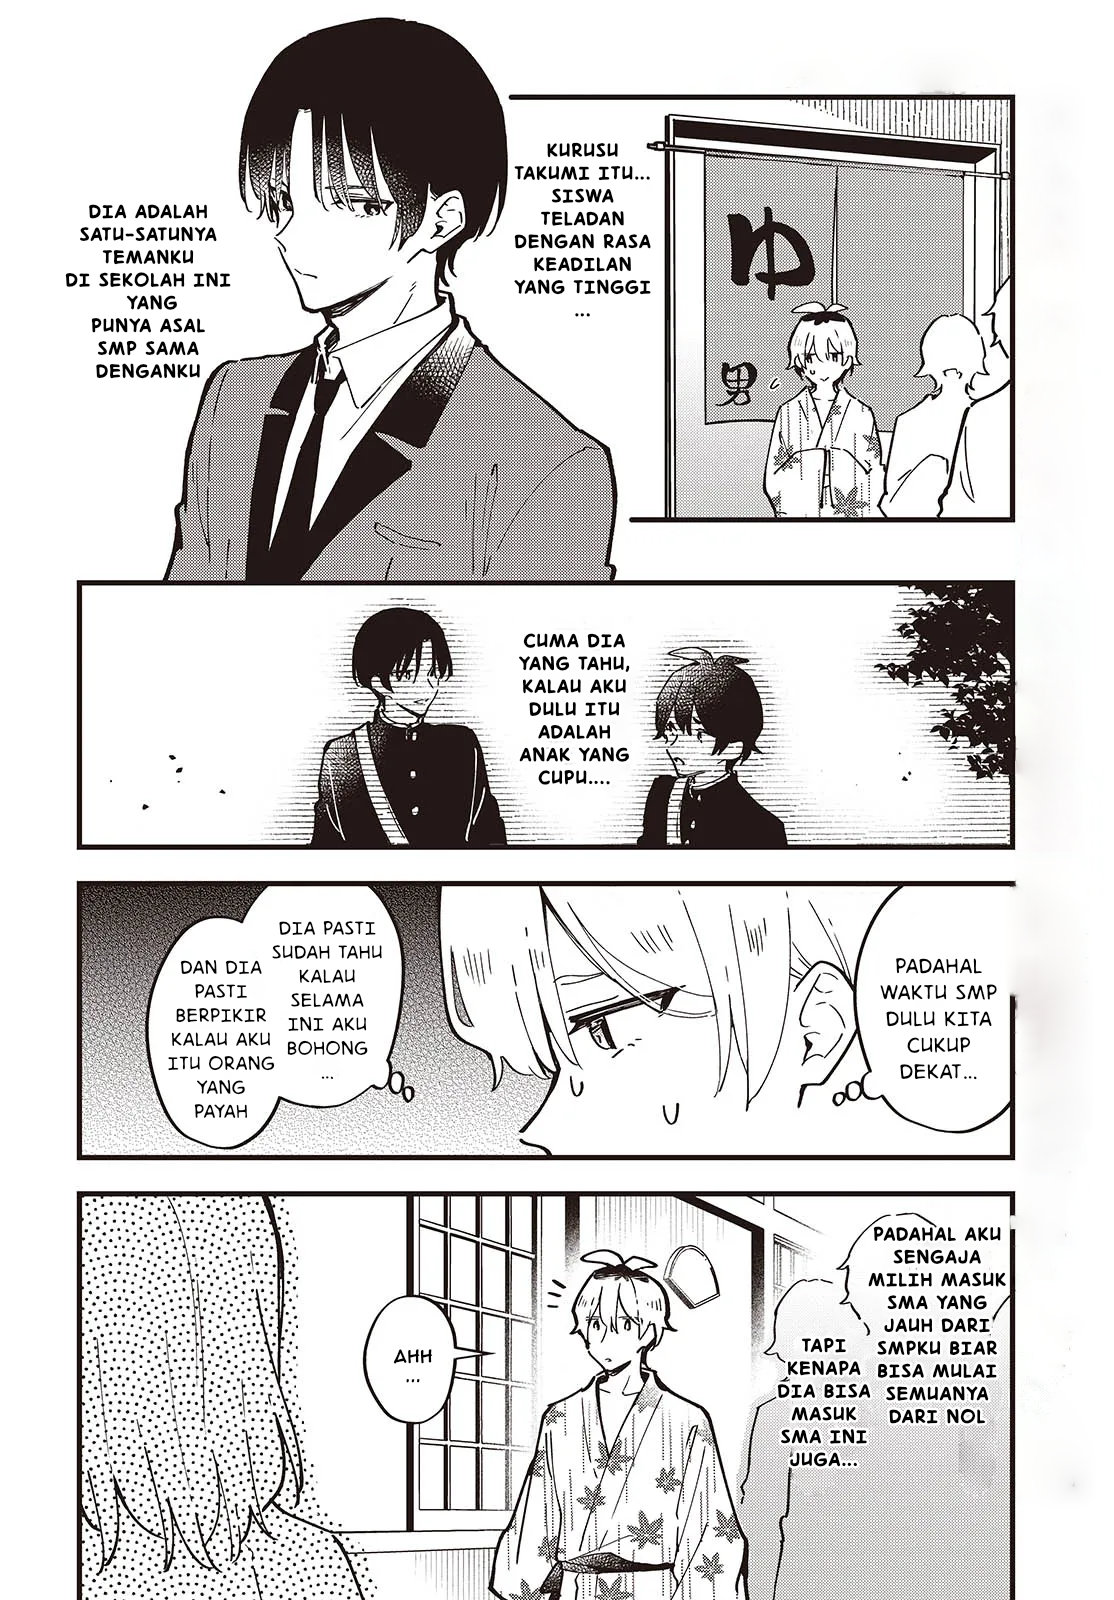 KURUSU
TAKUMI ITU...
SISWA
TELADAN
DENGAN RASA
KEADILAN
YANG TINGGI
...
ゆ
男
DIA ADALAH
SATU-SATUNYA
TEMANKU
DI SEKOLAH INI
YANG
PUNYA ASAL
SMP SAMA
DENGANKU
CUMA DIA
YANG TAHU,
KALAU AKU
DULU ITU
ADALAH
ANAK YANG
CUPU....
PADAHAL
WAKTU SMP
DULU KITA
CUKUP
DEKAT...
DIA PASTI
SUDAH TAHU
KALAU
SELAMA
INI AKU
BOHONG
...
DAN DIA
PASTI
BERPIKIR
KALAU AKU
ITU ORANG
YANG
PAYAH
PADAHAL AKU
SENGAJA
MILIH MASUK
SMA YANG
JAUH DARI
SMPKU BIAR
BISA MULAI
SEMUANYA
DARI NOL
TAPI
KENAPA
DIA BISA
MASUK
SMA INI
JUGA...
AHH
...